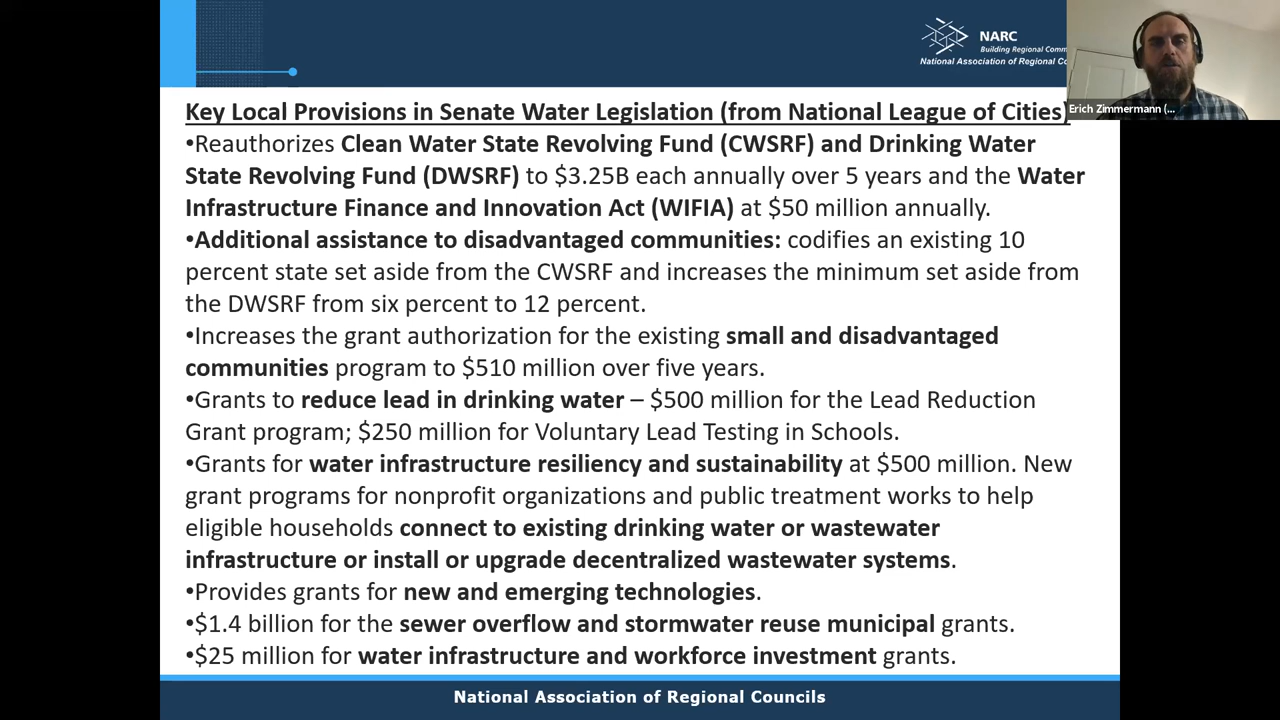 NARC
Building Regional Comm
National Association of Regional Co
Erich Zimmermann (...
Key Local Provisions in Senate Water Legislation (from National League of Cities)
•Reauthorizes Clean Water State Revolving Fund (CWSRF) and Drinking Water
State Revolving Fund (DWSRF) to $3.25B each annually over 5 years and the Water
Infrastructure Finance and Innovation Act (WIFIA) at $50 million annually.
•Additional assistance to disadvantaged communities: codifies an existing 10
percent state set aside from the CWSRF and increases the minimum set aside from
the DWSRF from six percent to 12 percent.
•Increases the grant authorization for the existing small and disadvantaged
communities program to $510 million over five years.
•Grants to reduce lead in drinking water – $500 million for the Lead Reduction
Grant program; $250 million for Voluntary Lead Testing in Schools.
•Grants for water infrastructure resiliency and sustainability at $500 million. New
grant programs for nonprofit organizations and public treatment works to help
eligible households connect to existing drinking water or wastewater
infrastructure or install or upgrade decentralized wastewater systems.
•Provides grants for new and emerging technologies.
•$1.4 billion for the sewer overflow and stormwater reuse municipal grants.
•$25 million for water infrastructure and workforce investment grants.
National Association of Regional Councils